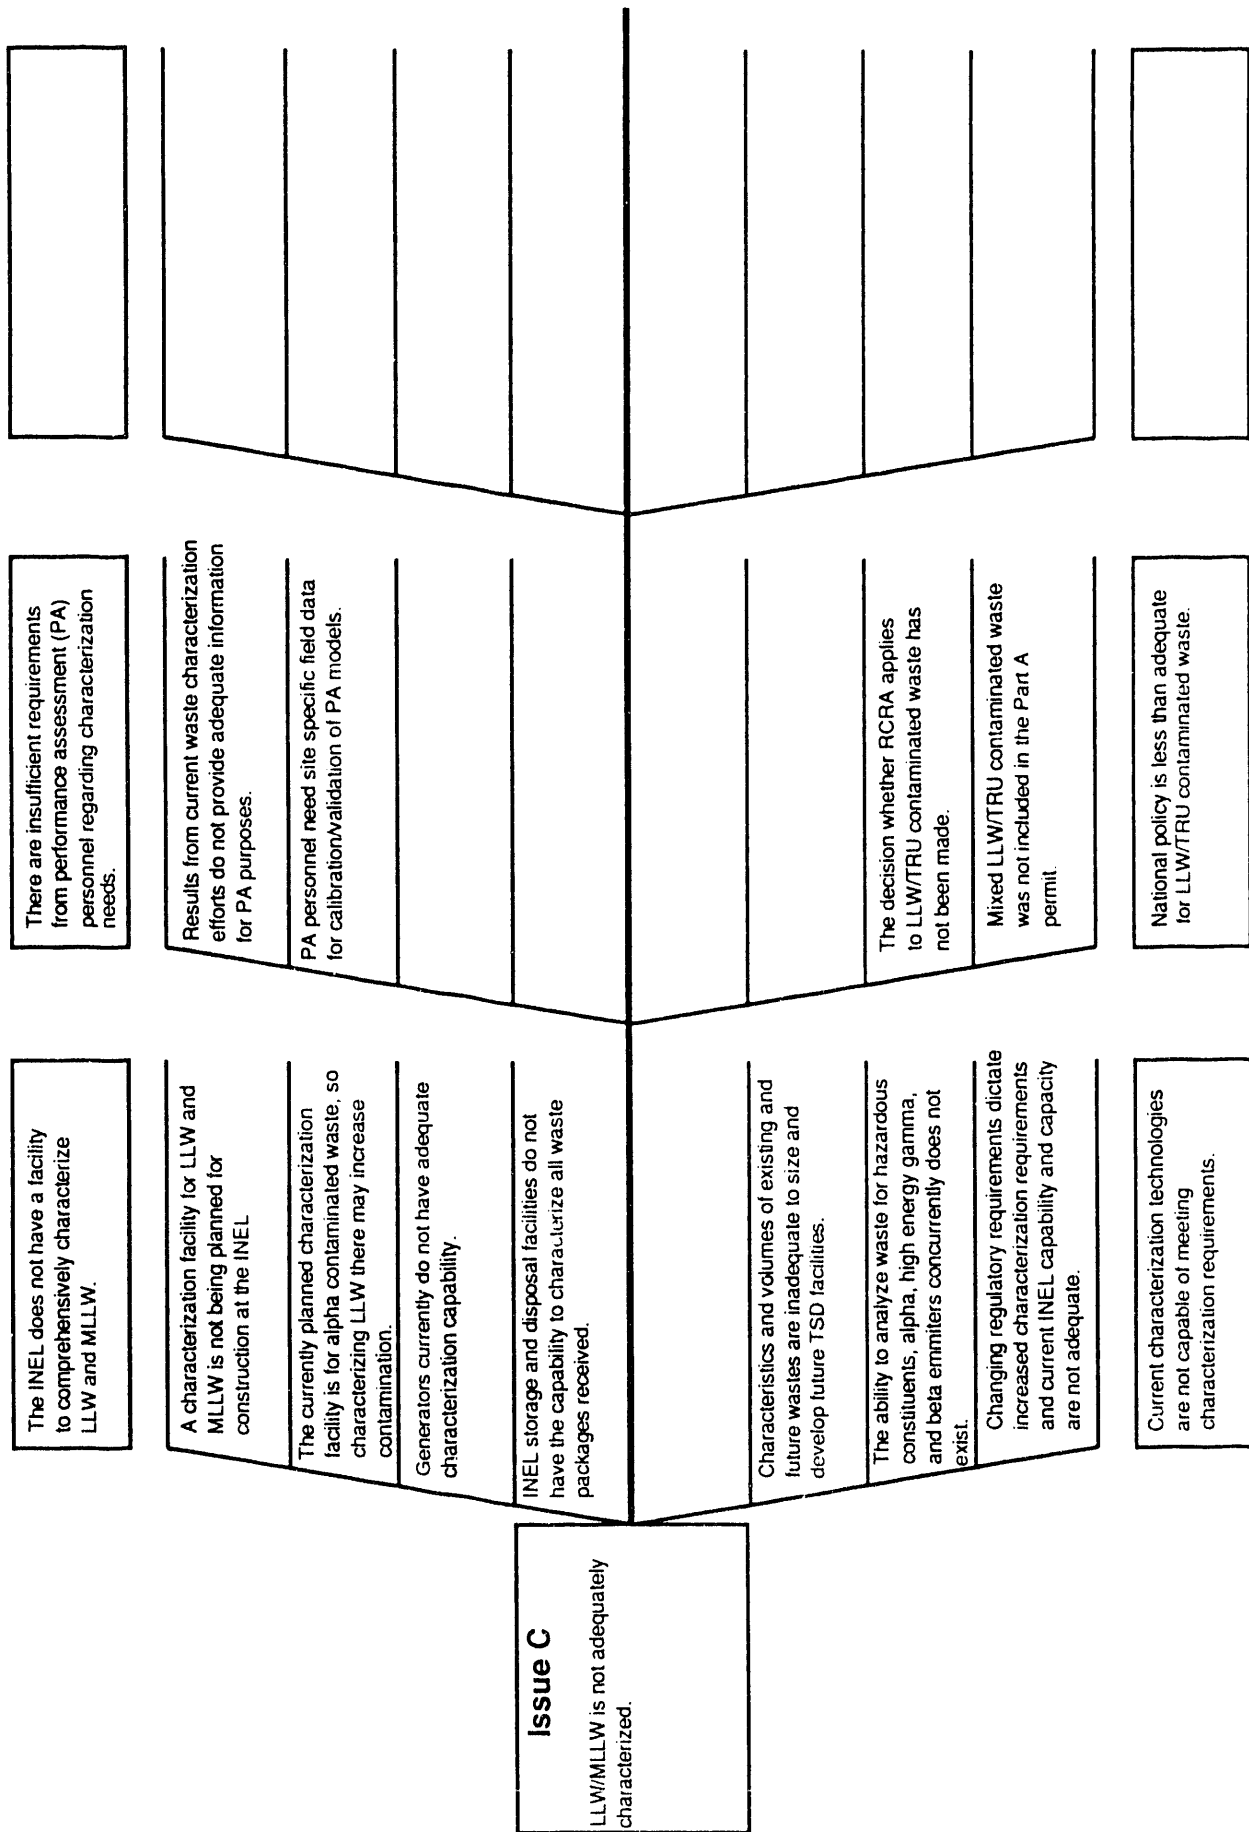 The INEL does not have a facility
to comprehensively characterize
LLW and MLLW.
A characterization facility for LLW and
MLLW is not being planned for
construction at the INEL
The currently planned characterization
facility is for alpha contaminated waste, so
characterizing LLW there may increase
contamination.
Generators currently do not have adequate
characterization capability.
INEL storage and disposal facilities do not
have the capability to characterize all waste
packages received.
There are insufficient requirements
from performance assessment (PA)
personnel regarding characterization
needs.
Results from current waste characterization
efforts do not provide adequate information
for PA purposes.
PA personnel need site specific field data
for calibration/validation of PA models.
Issue C
LLW/MLLW is not adequately
characterized.
Characteristics and volumes of existing and
future wastes are inadequate to size and
develop future TSD facilities.
The ability to analyze waste for hazardous
constituents, alpha, high energy gamma,
and beta emmiters concurrently does not
exist.
Changing regulatory requirements dictate
increased characterization requirements
and current INEL capability and capacity
are not adequate.
Current characterization technologies
are not capable of meeting
characterization requirements.
The decision whether RCRA applies
to LLW/TRU contaminated waste has
not been made.
Mixed LLW/TRU contaminated waste
was not included in the Part A
permit.
National policy is less than adequate
for LLW/TRU contaminated waste.